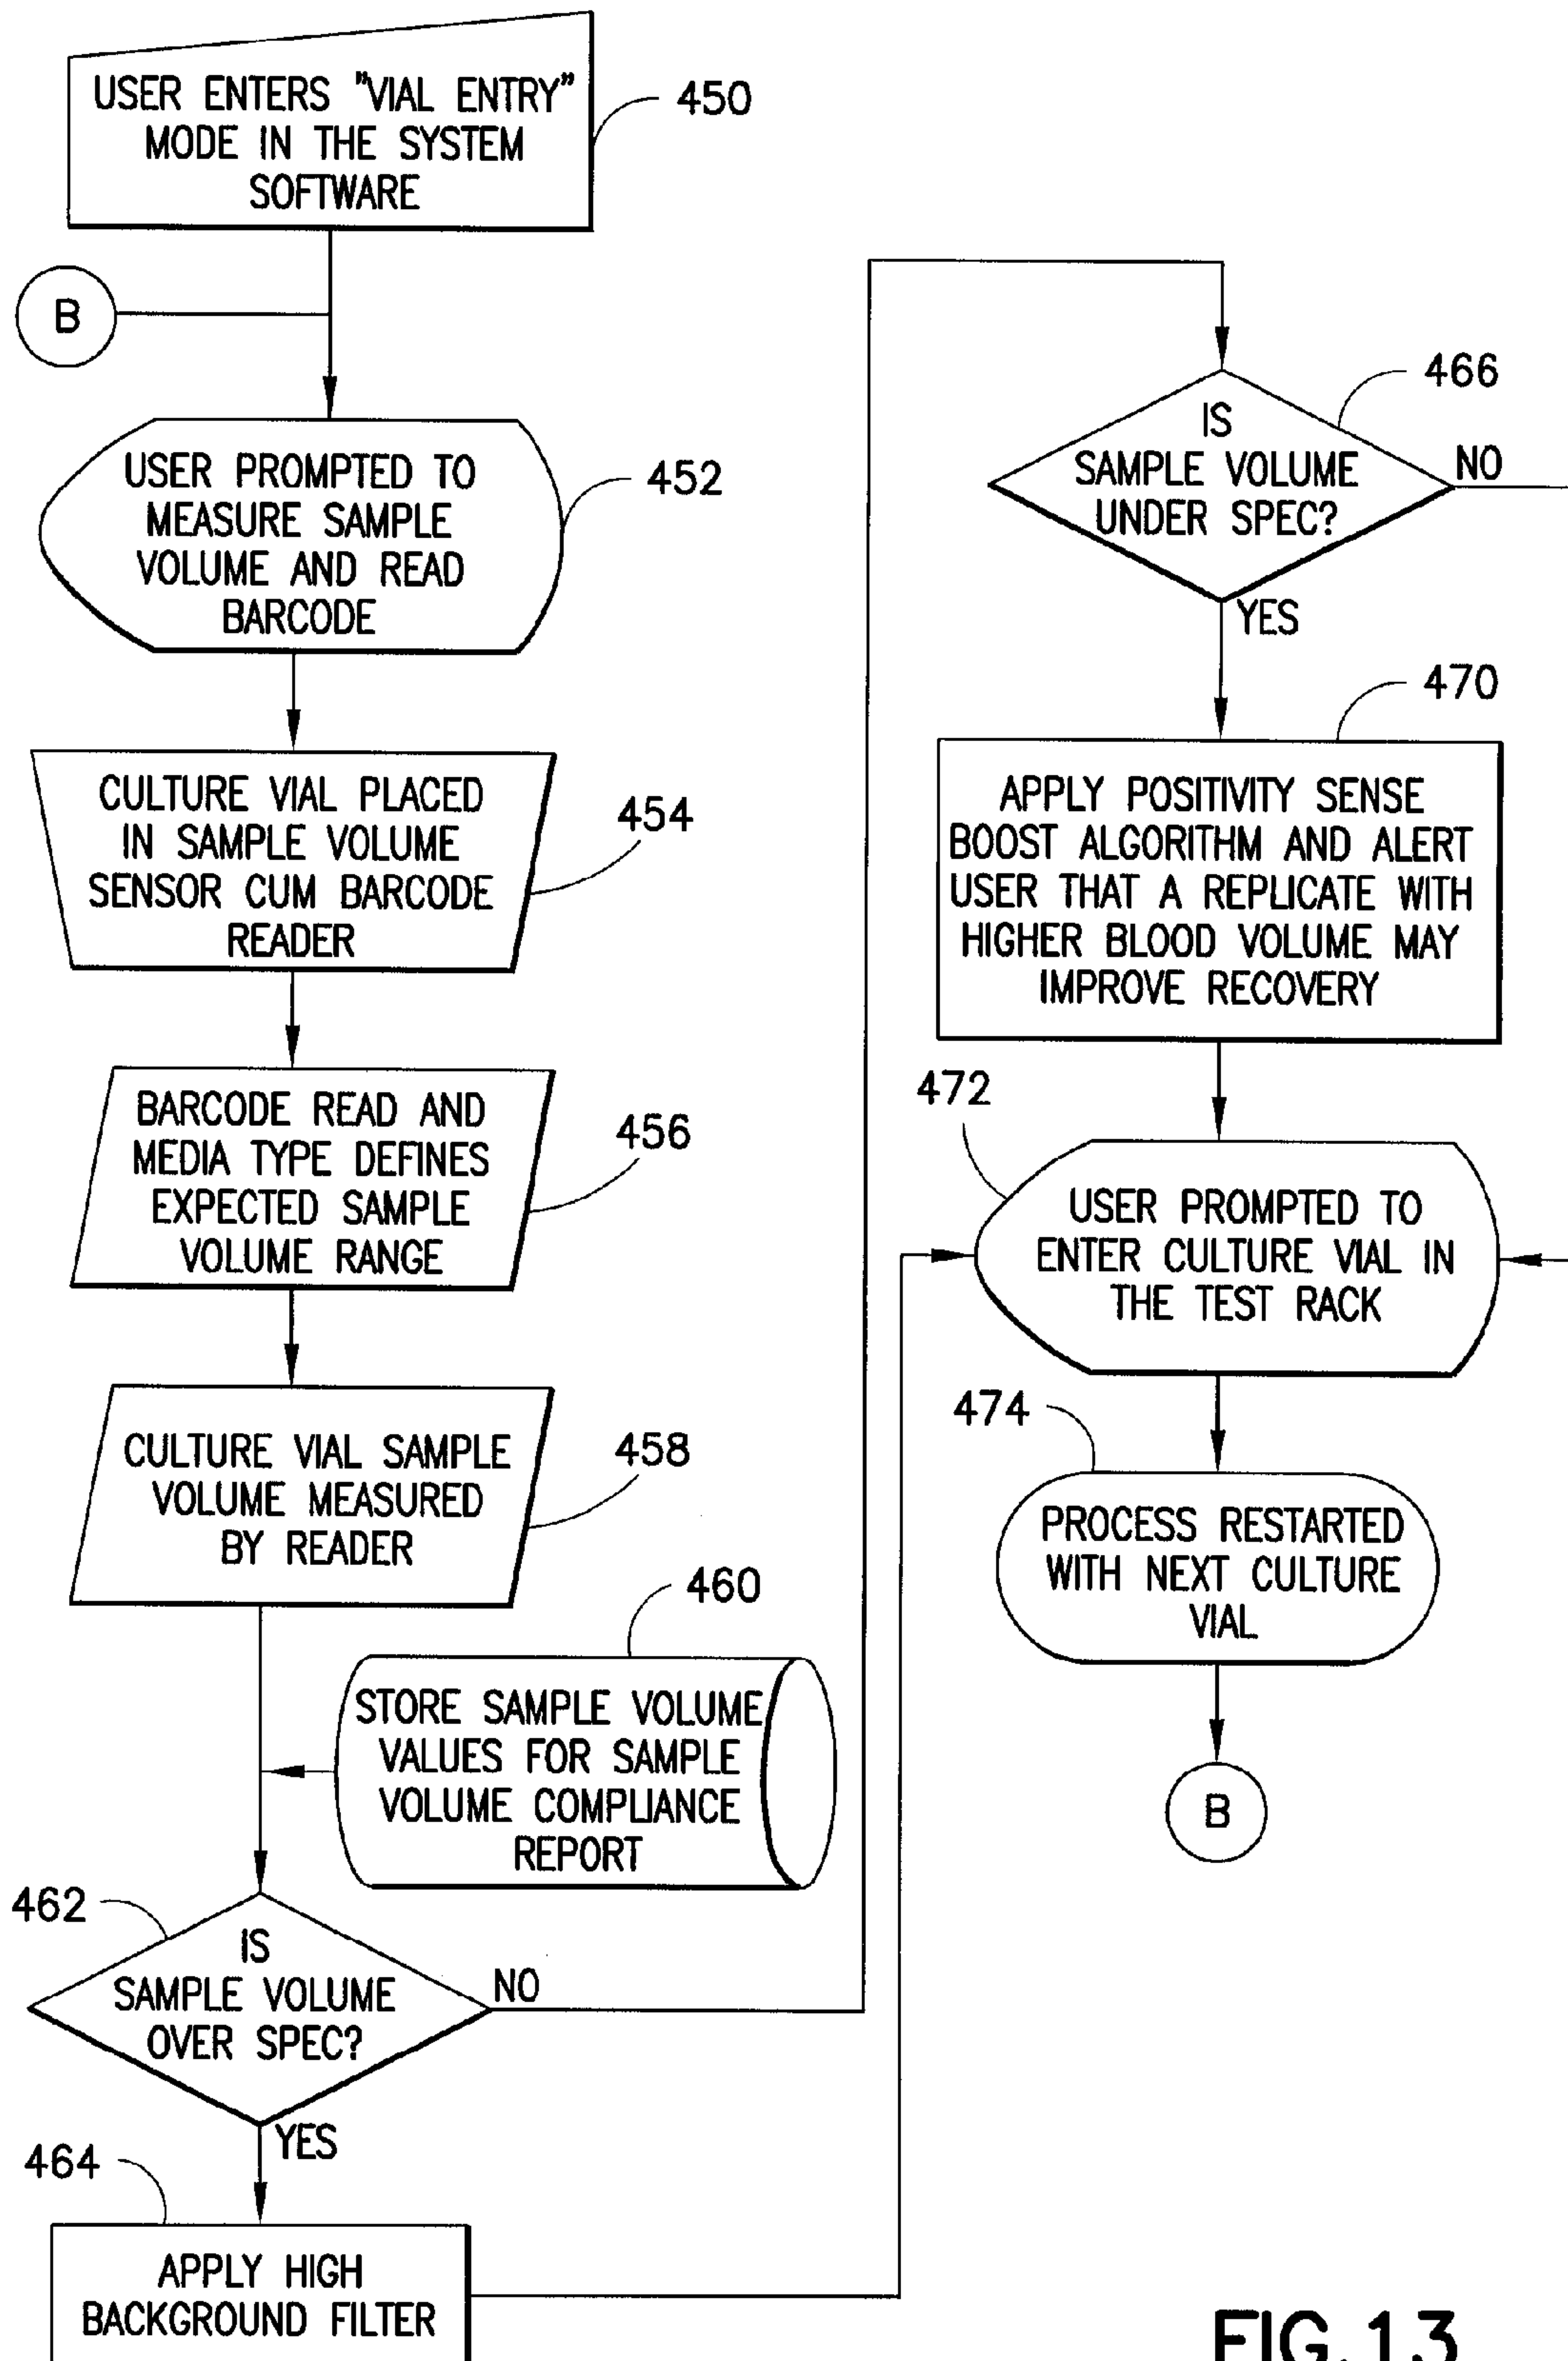 USER ENTERS "VIAL ENTRY”
MODE IN THE SYSTEM
SOFTWARE
450
B
USER PROMPTED TO
MEASURE SAMPLE
VOLUME AND READ
BARCODE
452
CULTURE VIAL PLACED
IN SAMPLE VOLUME
SENSOR CUM BARCODE
READER
454
BARCODE READ AND
MEDIA TYPE DEFINES
EXPECTED SAMPLE
VOLUME RANGE
456
CULTURE VIAL SAMPLE
VOLUME MEASURED
BY READER
458
460
STORE SAMPLE VOLUME
VALUES FOR SAMPLE
VOLUME COMPLIANCE
REPORT
462
IS
SAMPLE VOLUME
OVER SPEC?
NO
YES
464
APPLY HIGH
BACKGROUND FILTER
466
IS
SAMPLE VOLUME
UNDER SPEC?
NO
YES
470
APPLY POSITIVITY SENSE
BOOST ALGORITHM AND ALERT
USER THAT A REPLICATE WITH
HIGHER BLOOD VOLUME MAY
IMPROVE RECOVERY
472
USER PROMPTED TO
ENTER CULTURE VIAL IN
THE TEST RACK
474
PROCESS RESTARTED
WITH NEXT CULTURE
VIAL
B
FIG.13